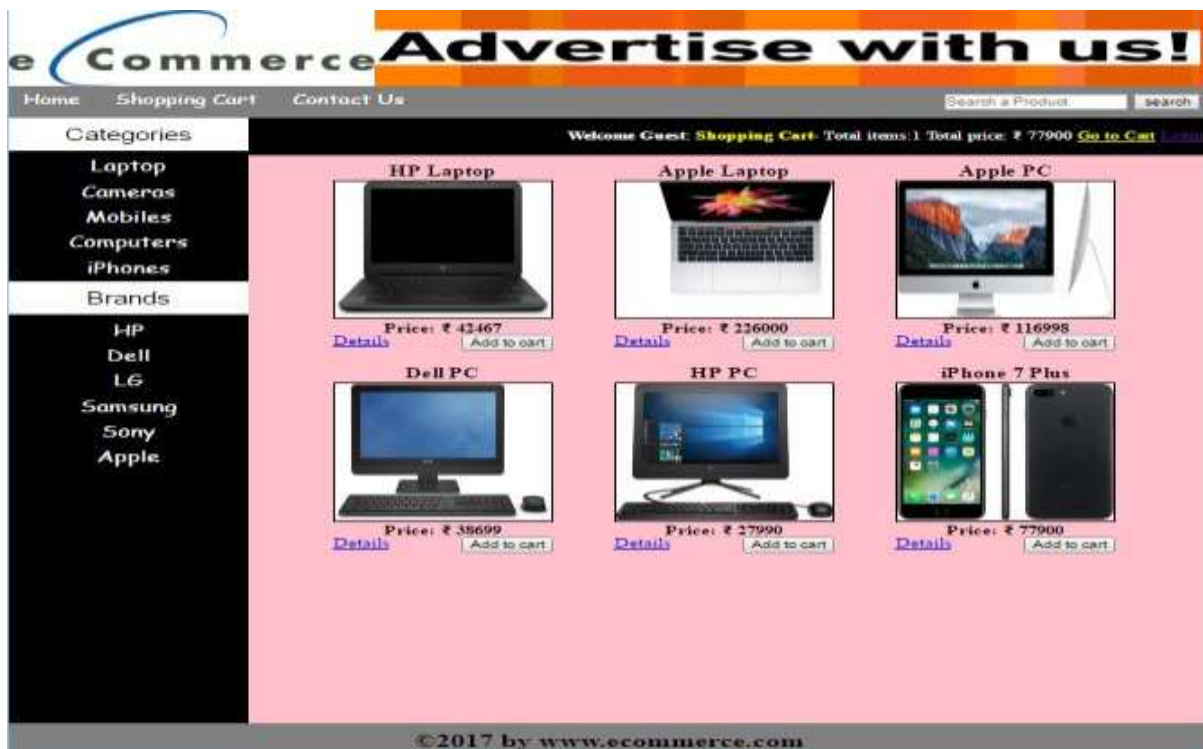 e Commerce
Advertise with us!
Home Shopping Cart Contact Us
Search a Product search
Categories
Laptop
Cameras
Mobiles
Computers
iPhones
Brands
HP
Dell
LG
Samsung
Sony
Apple
Welcome Guest: Shopping Cart- Total items:1 Total price: ₹ 77900 Go to Cart Login
HP Laptop
Price: ₹ 42467
Details Add to cart
Apple Laptop
Price: ₹ 226000
Details Add to cart
Apple PC
Price: ₹ 116998
Details Add to cart
Dell PC
Price: ₹ 38699
Details Add to cart
HP PC
Price: ₹ 27990
Details Add to cart
iPhone 7 Plus
Price: ₹ 77900
Details Add to cart
©2017 by www.ecommerce.com